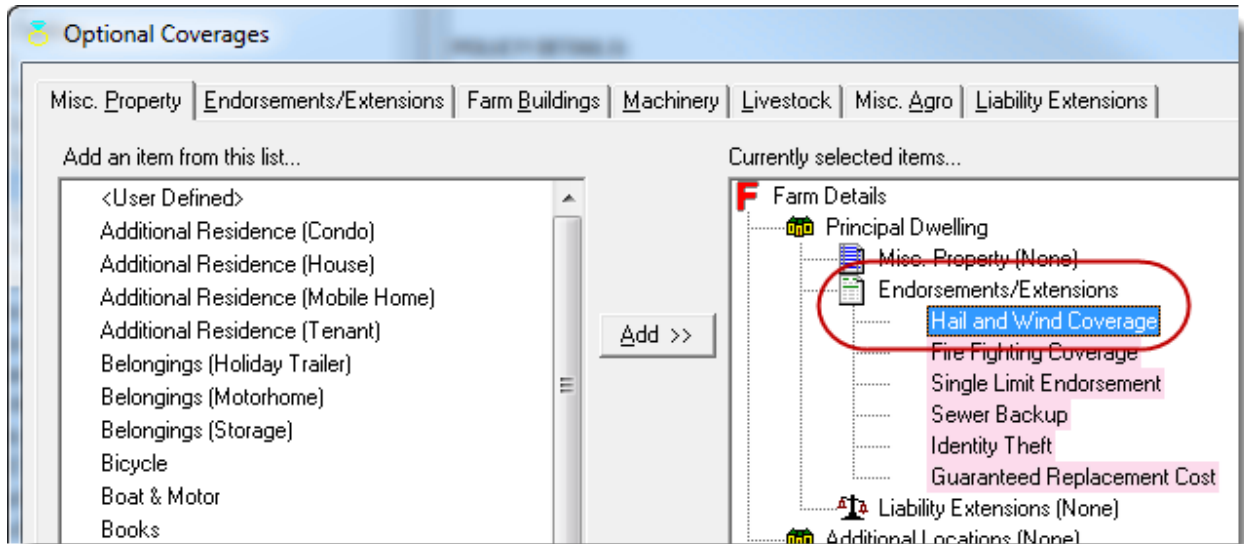 Optional Coverages
Misc. Property Endorsements/Extensions Farm Buildings Machinery Livestock Misc. Agro Liability Extensions
Add an item from this list...
<User Defined>
Additional Residence (Condo)
Additional Residence (House)
Additional Residence (Mobile Home)
Additional Residence (Tenant)
Belongings (Holiday Trailer)
Belongings (Motorhome)
Belongings (Storage)
Bicycle
Boat & Motor
Books
Add >>
Currently selected items...
F Farm Details
Principal Dwelling
Misc. Property (None)
Endorsements/Extensions
Hail and Wind Coverage
Fire Fighting Coverage
Single Limit Endorsement
Sewer Backup
Identity Theft
Guaranteed Replacement Cost
Liability Extensions (None)
Additional Locations (None)